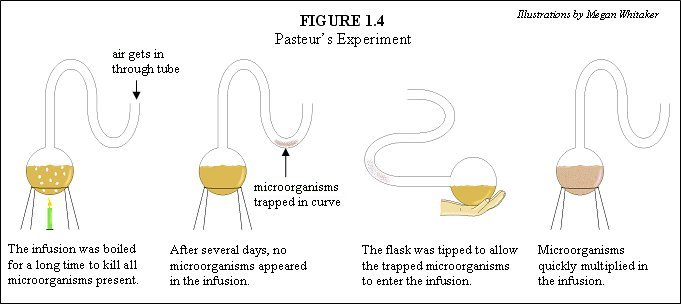 FIGURE 1.4
Illustrations by Megan Whitaker
Pasteur's Experiment
air gets in
through tube
microorganisms
trapped in curve
The infusion was boiled
for a long time to kill all
microorganisms present.
After several days, no
microorganisms appeared
in the infusion.
The flask was tipped to allow
the trapped microorganisms
to enter the infusion.
Microorganisms
quickly multiplied in
the infusion.